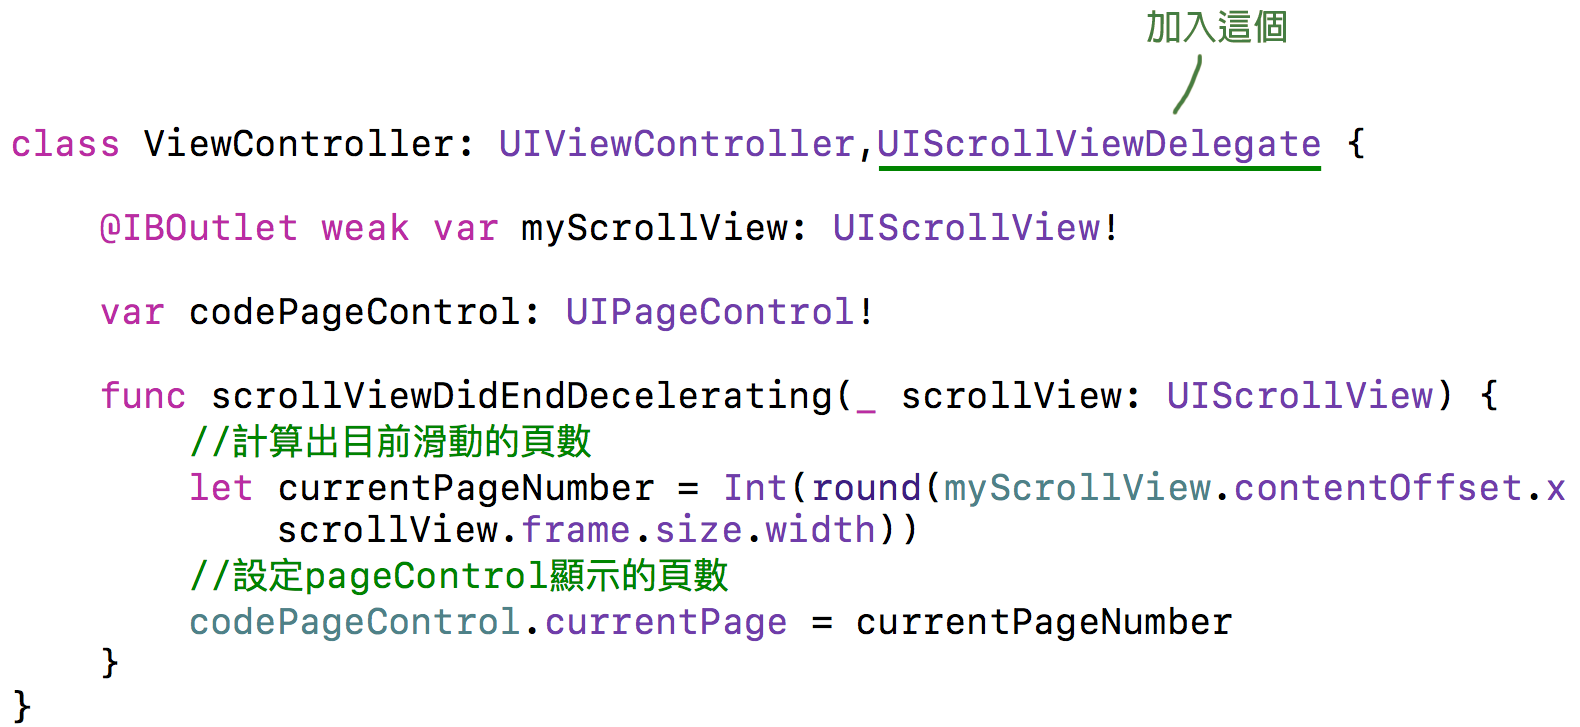 加入這個
class ViewController: UIViewController,UIScrollViewDelegate {
@IBOutlet weak var myScrollView: UIScrollView!
var codePageControl: UIPageControl!
func scrollViewDidEndDecelerating(_ scrollView: UIScrollView) {
//計算出目前滑動的頁數
let currentPageNumber = Int(round(myScrollView.contentOffset.x
scrollView.frame.size.width))
//設定pageControl顯示的頁數
codePageControl.currentPage = currentPageNumber
}
}